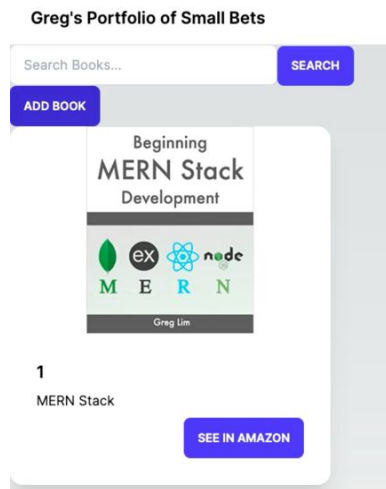 Greg's Portfolio of Small Bets
Search Books...
SEARCH
ADD BOOK
Beginning
MERN Stack
Development
ex
node
M E R N
Greg Lim
1
MERN Stack
SEE IN AMAZON